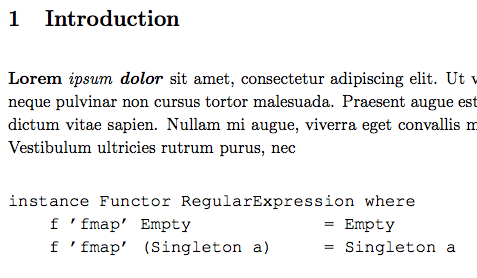 1 Introduction
Lorem ipsum dolor sit amet, consectetur adipiscing elit. Ut
neque pulvinar non cursus tortor malesuada. Praesent augue est
dictum vitae sapien. Nullam mi augue, viverra eget convallis
Vestibulum ultricies rutrum purus, nec
instance Functor RegularExpression where
f ’fmap’ Empty = Empty
f ’fmap’ (Singleton a) = Singleton a